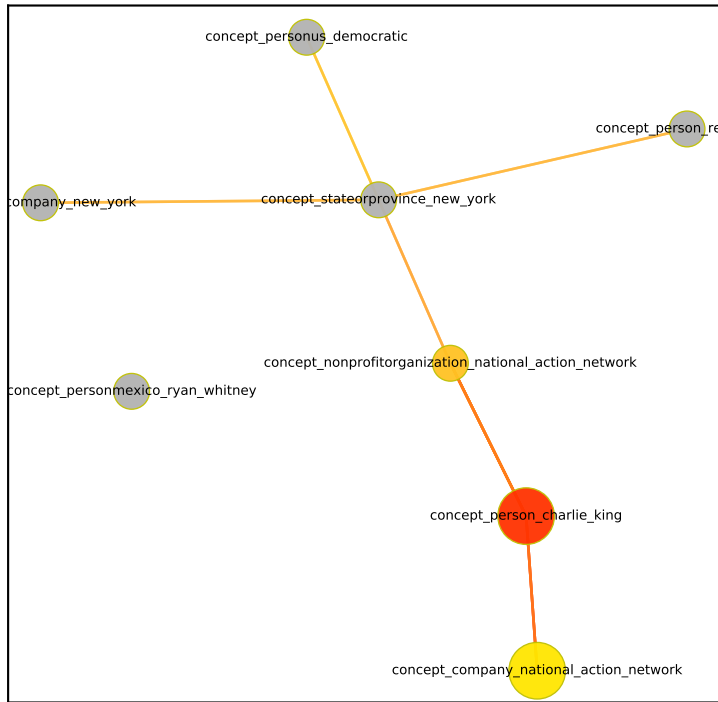 concept_personus_democratic
concept_person_re
company_new_york
concept_stateorprovince_new_york
concept_nonprofitorganization_national_action_network
concept_personmexico_ryan_whitney
concept_person_charlie_king
concept_company_national_action_network